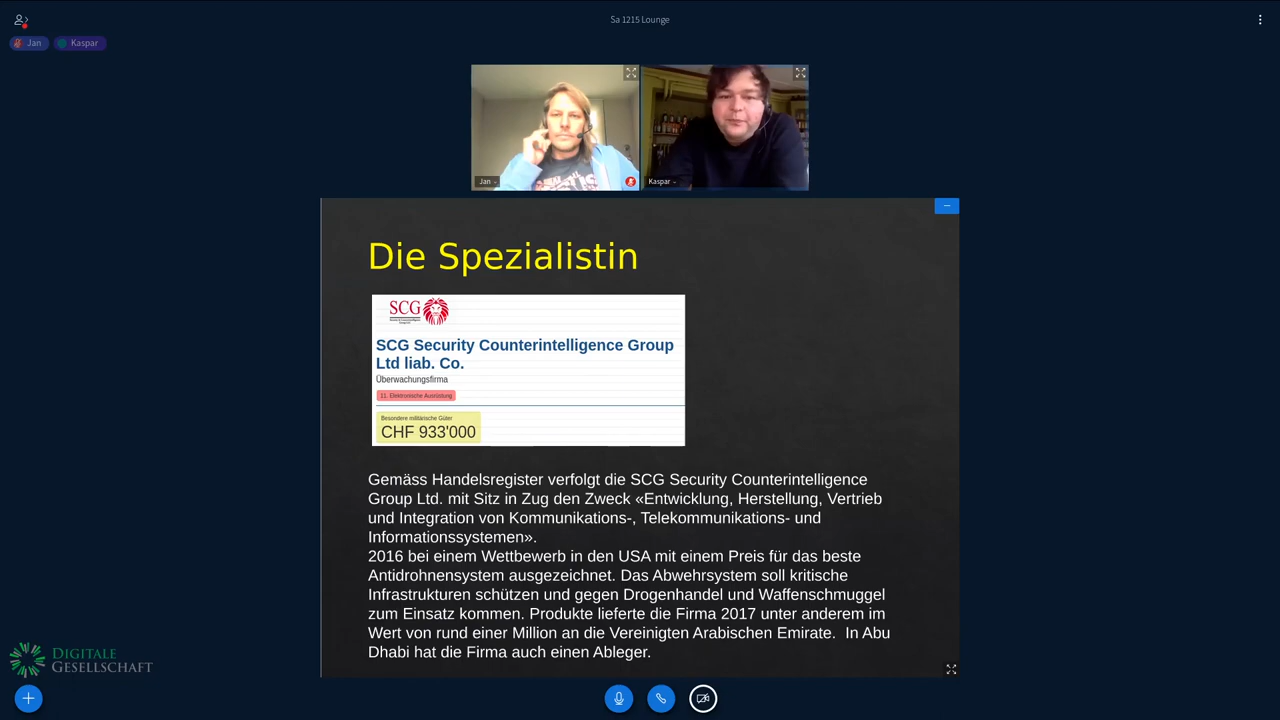 Sa 1215 Lounge
Jan
Kaspar
Jan
Kaspar
Die Spezialistin
SCG
SCG Security Counterintelligence Group
Ltd liab. Co.
Überwachungsfirma
11. Elektronische Ausrüstung
Besondere militärische Güter
CHF 933'000
Gemäss Handelsregister verfolgt die SCG Security Counterintelligence
Group Ltd. mit Sitz in Zug den Zweck «Entwicklung, Herstellung, Vertrieb
und Integration von Kommunikations-, Telekommunikations- und
Informationssystemen».
2016 bei einem Wettbewerb in den USA mit einem Preis für das beste
Antidrohnensystem ausgezeichnet. Das Abwehrsystem soll kritische
Infrastrukturen schützen und gegen Drogenhandel und Waffenschmuggel
zum Einsatz kommen. Produkte lieferte die Firma 2017 unter anderem im
Wert von rund einer Million an die Vereinigten Arabischen Emirate. In Abu
Dhabi hat die Firma auch einen Ableger.
DIGITALE
GESELLSCHAFT